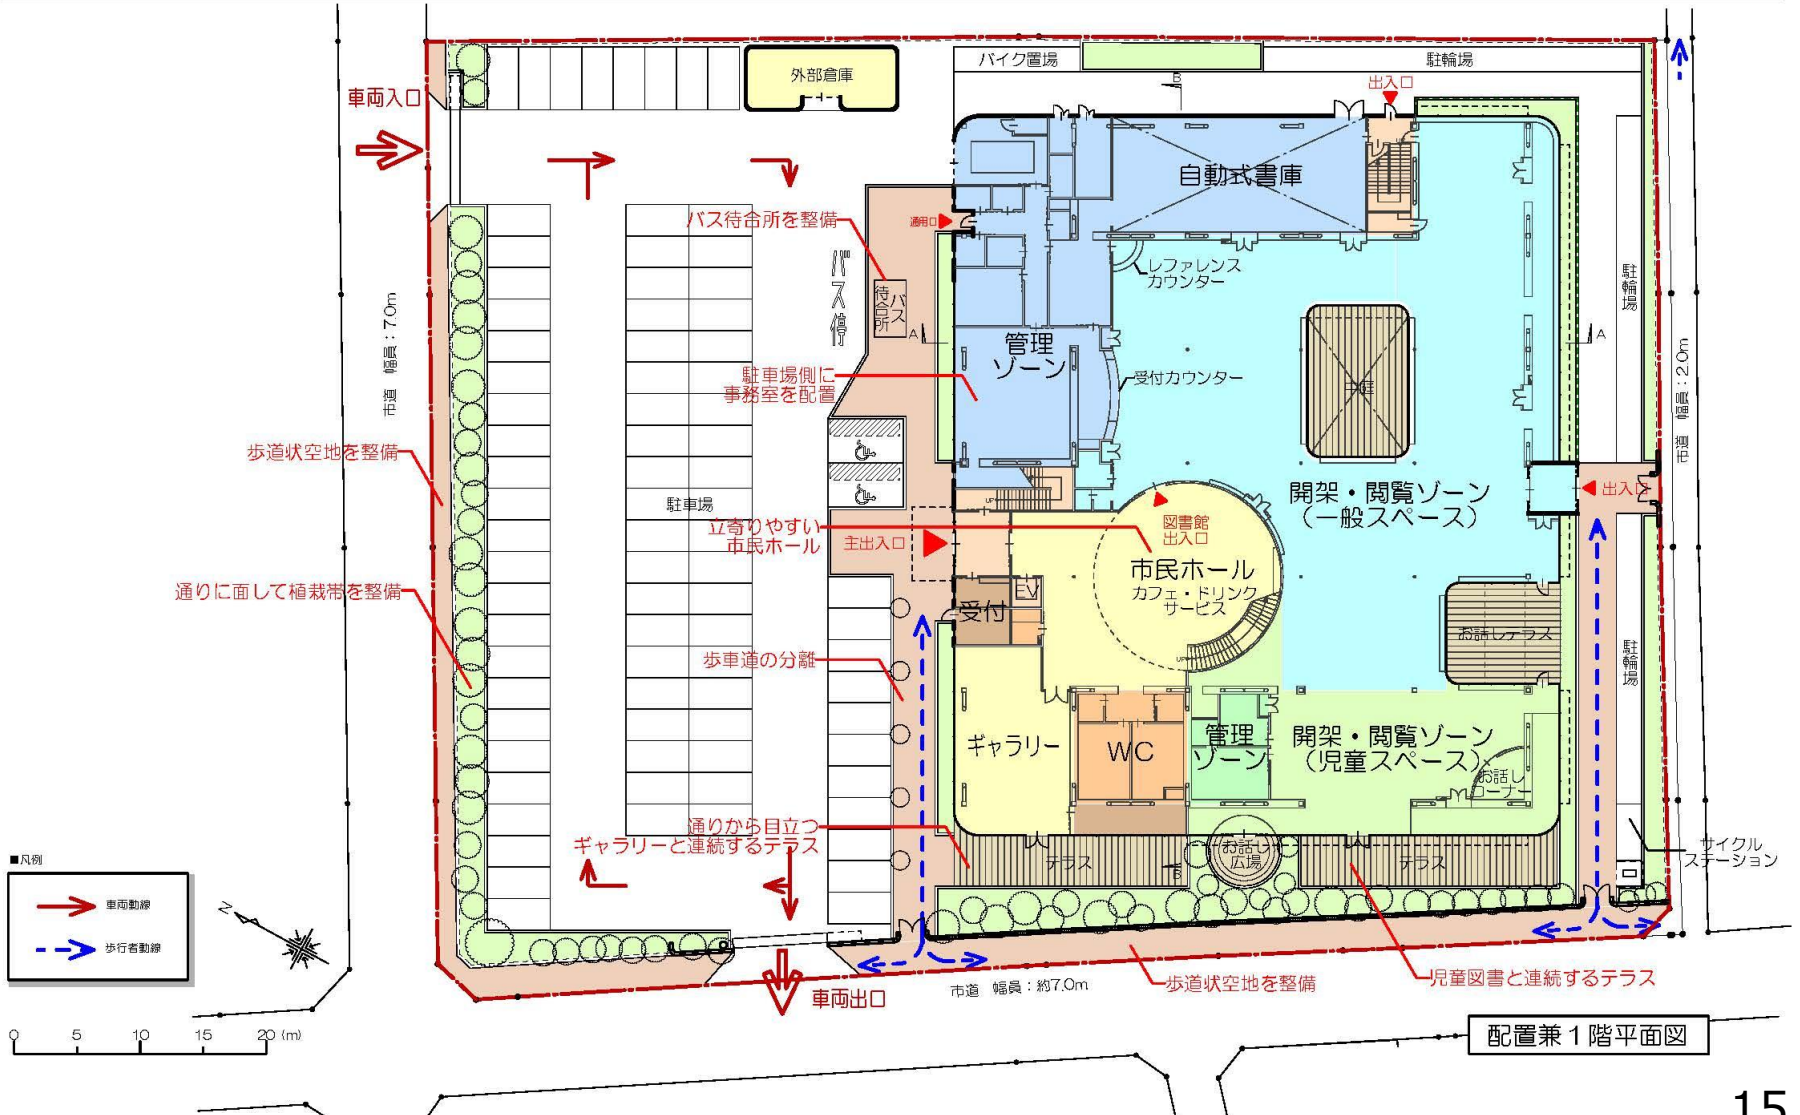 バイク置場
駐輪場
外部倉庫
B
出入口
車両入口
自動式書庫
バス待合所を整備
通用口
バス停
レファレンス
カウンター
駐輪場
バス
待合所
市道 幅員：7.0m
A
管理
ゾーン
A
市道 幅員：2.0m
駐車場側に
事務室を配置
受付カウンター
中庭
歩道状空地を整備
駐車場
UP
開架・閲覧ゾーン
（一般スペース）
出入口
立寄りやすい
市民ホール
主出入口
図書館
出入口
市民ホール
カフェ・ドリンク
サービス
通りに面して植栽帯を整備
EV
受付
お話しテラス
歩車道の分離
UP
駐輪場
ギャラリー
WC
管理
ゾーン
開架・閲覧ゾーン
（児童スペース）
お話し
コーナー
通りから目立つ
ギャラリーと連続するテラス
テラス
お話し
広場
B
テラス
サイクル
ステーション
■凡例
車両動線
歩行者動線
N
車両出口
市道 幅員：約7.0m
歩道状空地を整備
児童図書と連続するテラス
0 5 10 15 20 (m)
配置兼1階平面図
15